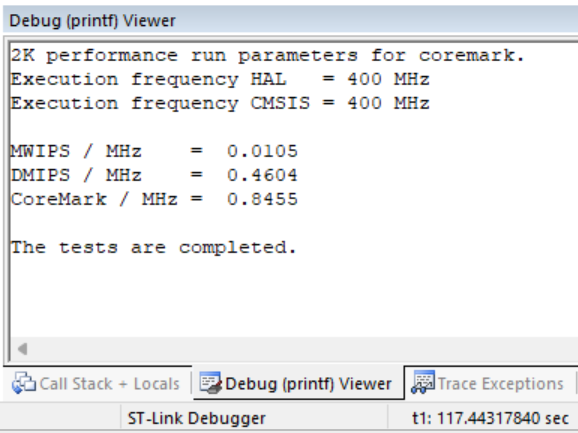 Debug (printf) Viewer
2K performance run parameters for coremark.
Execution frequency HAL   = 400 MHz
Execution frequency CMSIS = 400 MHz
MWIPS / MHz    =  0.0105
DMIPS / MHz    =  0.4604
CoreMark / MHz =  0.8455
The tests are completed.
Call Stack + Locals Debug (printf) Viewer Trace Exceptions
ST-Link Debugger t1: 117.44317840 sec